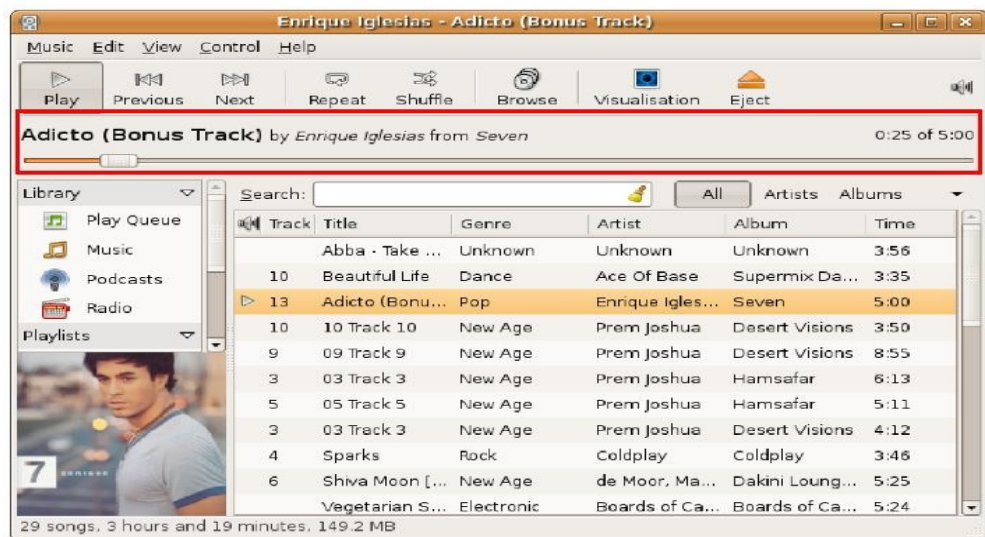 Enrique Iglesias - Adicto (Bonus Track)
Music Edit View Control Help
Play Previous Next Repeat Shuffle Browse Visualisation Eject
Adicto (Bonus Track) by Enrique Iglesias from Seven 0:25 of 5:00
Library
Play Queue
Music
Podcasts
Radio
Playlists
7 ENRIQUE
Search: All Artists Albums
Track Title Genre Artist Album Time
Abba - Take ... Unknown Unknown Unknown 3:56
10 Beautiful Life Dance Ace Of Base Supermix Da... 3:35
13 Adicto (Bonu... Pop Enrique Igles... Seven 5:00
10 10 Track 10 New Age Prem Joshua Desert Visions 3:50
9 09 Track 9 New Age Prem Joshua Desert Visions 8:55
3 03 Track 3 New Age Prem Joshua Hamsafar 6:13
5 05 Track 5 New Age Prem Joshua Hamsafar 5:11
3 03 Track 3 New Age Prem Joshua Desert Visions 4:12
4 Sparks Rock Coldplay Coldplay 3:46
6 Shiva Moon [... New Age de Moor, Ma... Dakini Loung... 5:25
Vegetarian S... Electronic Boards of Ca... Boards of Ca... 5:24
29 songs, 3 hours and 19 minutes, 149.2 MB